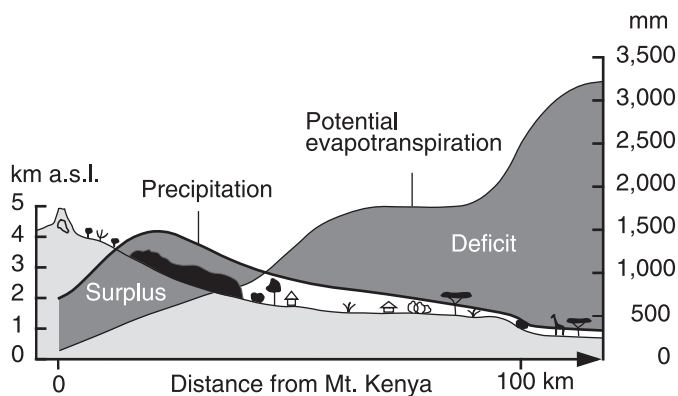 mm
3,500
3,000
2,500
2,000
1,500
1,000
500
0
Potential
evapotranspiration
km a.s.l.
5
4
3
2
1
0
Precipitation
Deficit
Surplus
0
Distance from Mt. Kenya
100 km